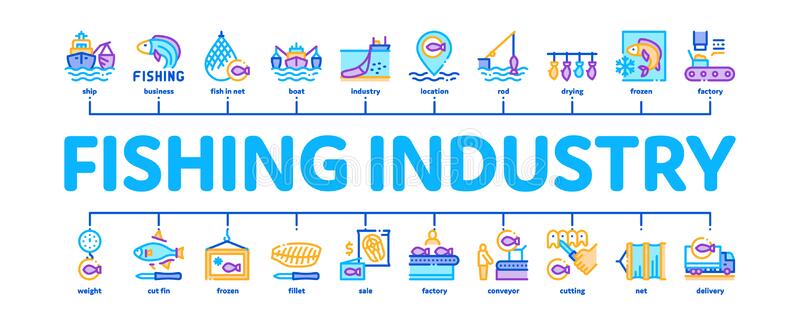 FISHING
ship business fish in net boat industry location rod drying frozen factory
FISHING INDUSTRY
$
weight cut fin frozen fillet sale factory conveyor cutting net delivery